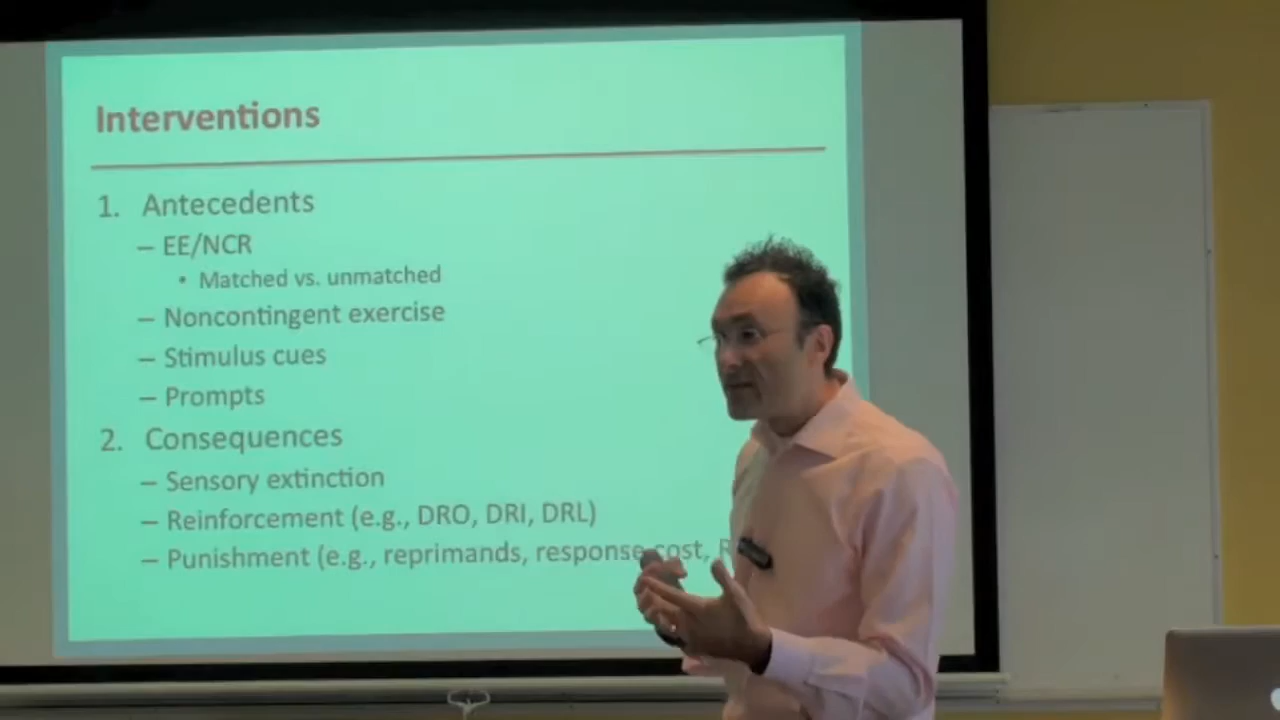 Interventions
1. Antecedents
– EE/NCR
• Matched vs. unmatched
– Noncontingent exercise
– Stimulus cues
– Prompts
2. Consequences
– Sensory extinction
– Reinforcement (e.g., DRO, DRI, DRL)
– Punishment (e.g., reprimands, response cost,